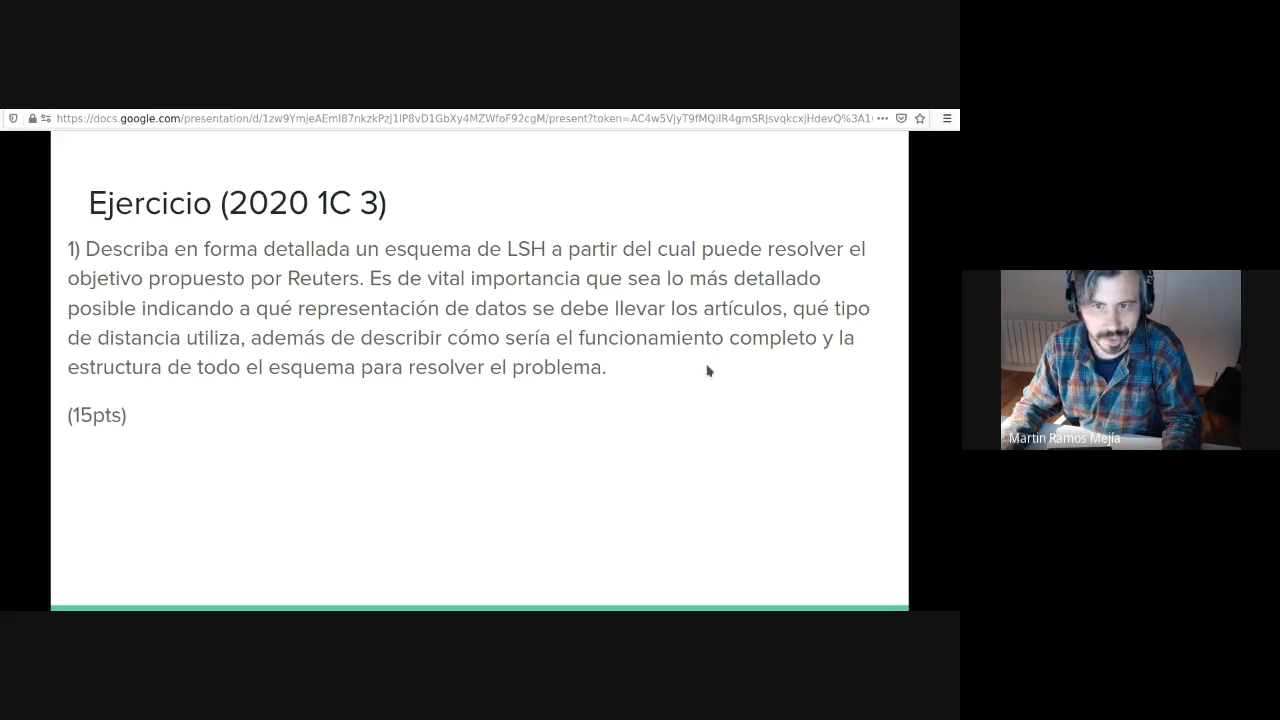 https://docs.google.com/presentation/d/1zw9YmjeAEml87nkzkPzJ1lP8vD1GbXy4MZWfoF92cgM/present?token=AC4w5VjyT9fMQiIR4gmSRJsvqkcxJHdevQ%3A1
Ejercicio (2020 1C 3)
1) Describa en forma detallada un esquema de LSH a partir del cual puede resolver el
objetivo propuesto por Reuters. Es de vital importancia que sea lo más detallado
posible indicando a qué representación de datos se debe llevar los artículos, qué tipo
de distancia utiliza, además de describir cómo sería el funcionamiento completo y la
estructura de todo el esquema para resolver el problema.
(15pts)
Martin Ramos Mejía